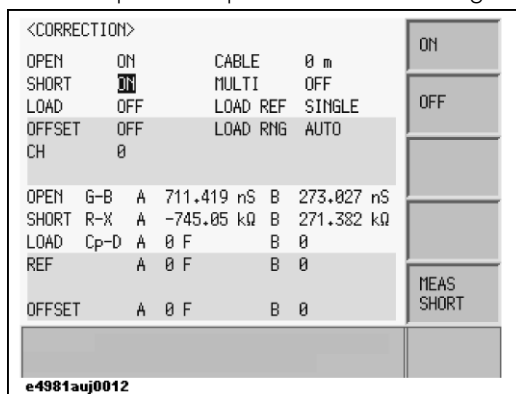 <CORRECTION>
OPEN ON CABLE 0 m
SHORT ON MULTI OFF
LOAD OFF LOAD REF SINGLE
OFFSET OFF LOAD RNG AUTO
CH 0
OPEN G-B A 711.419 nS B 273.027 nS
SHORT R-X A -745.05 kΩ B 271.382 kΩ
LOAD Cp-D A 0 F B 0
REF A 0 F B 0
OFFSET A 0 F B 0
ON
OFF
MEAS
SHORT
e4981auj0012